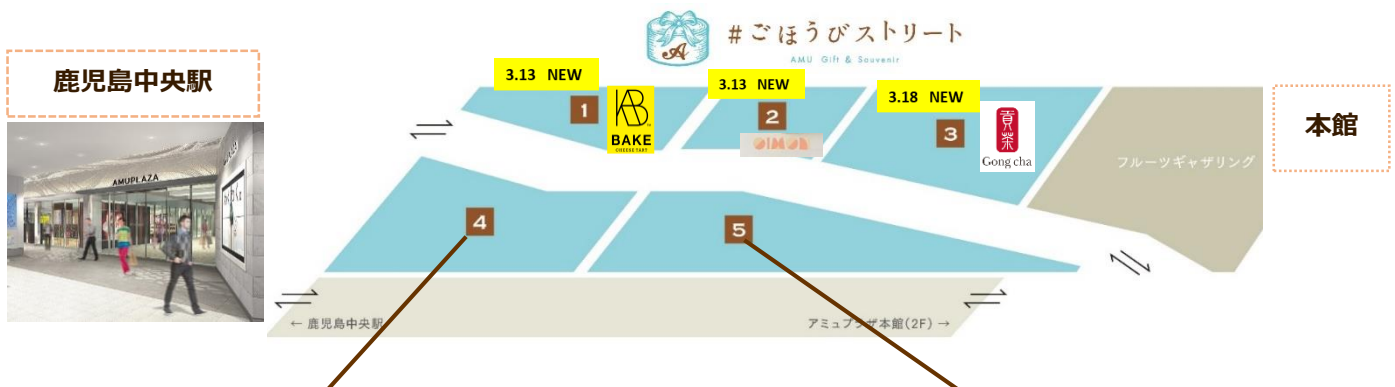 #ごほうびストリート
AMU Gift & Souvenir
A
鹿児島中央駅
本館
3.13 NEW
3.13 NEW
3.18 NEW
1
BAKE
CHEESE TART
2
OIMO
3
貢茶
Gong cha
フルーツギャザリング
AMUPLAZA
4
5
← 鹿児島中央駅
アミュプラザ本館(2F) →